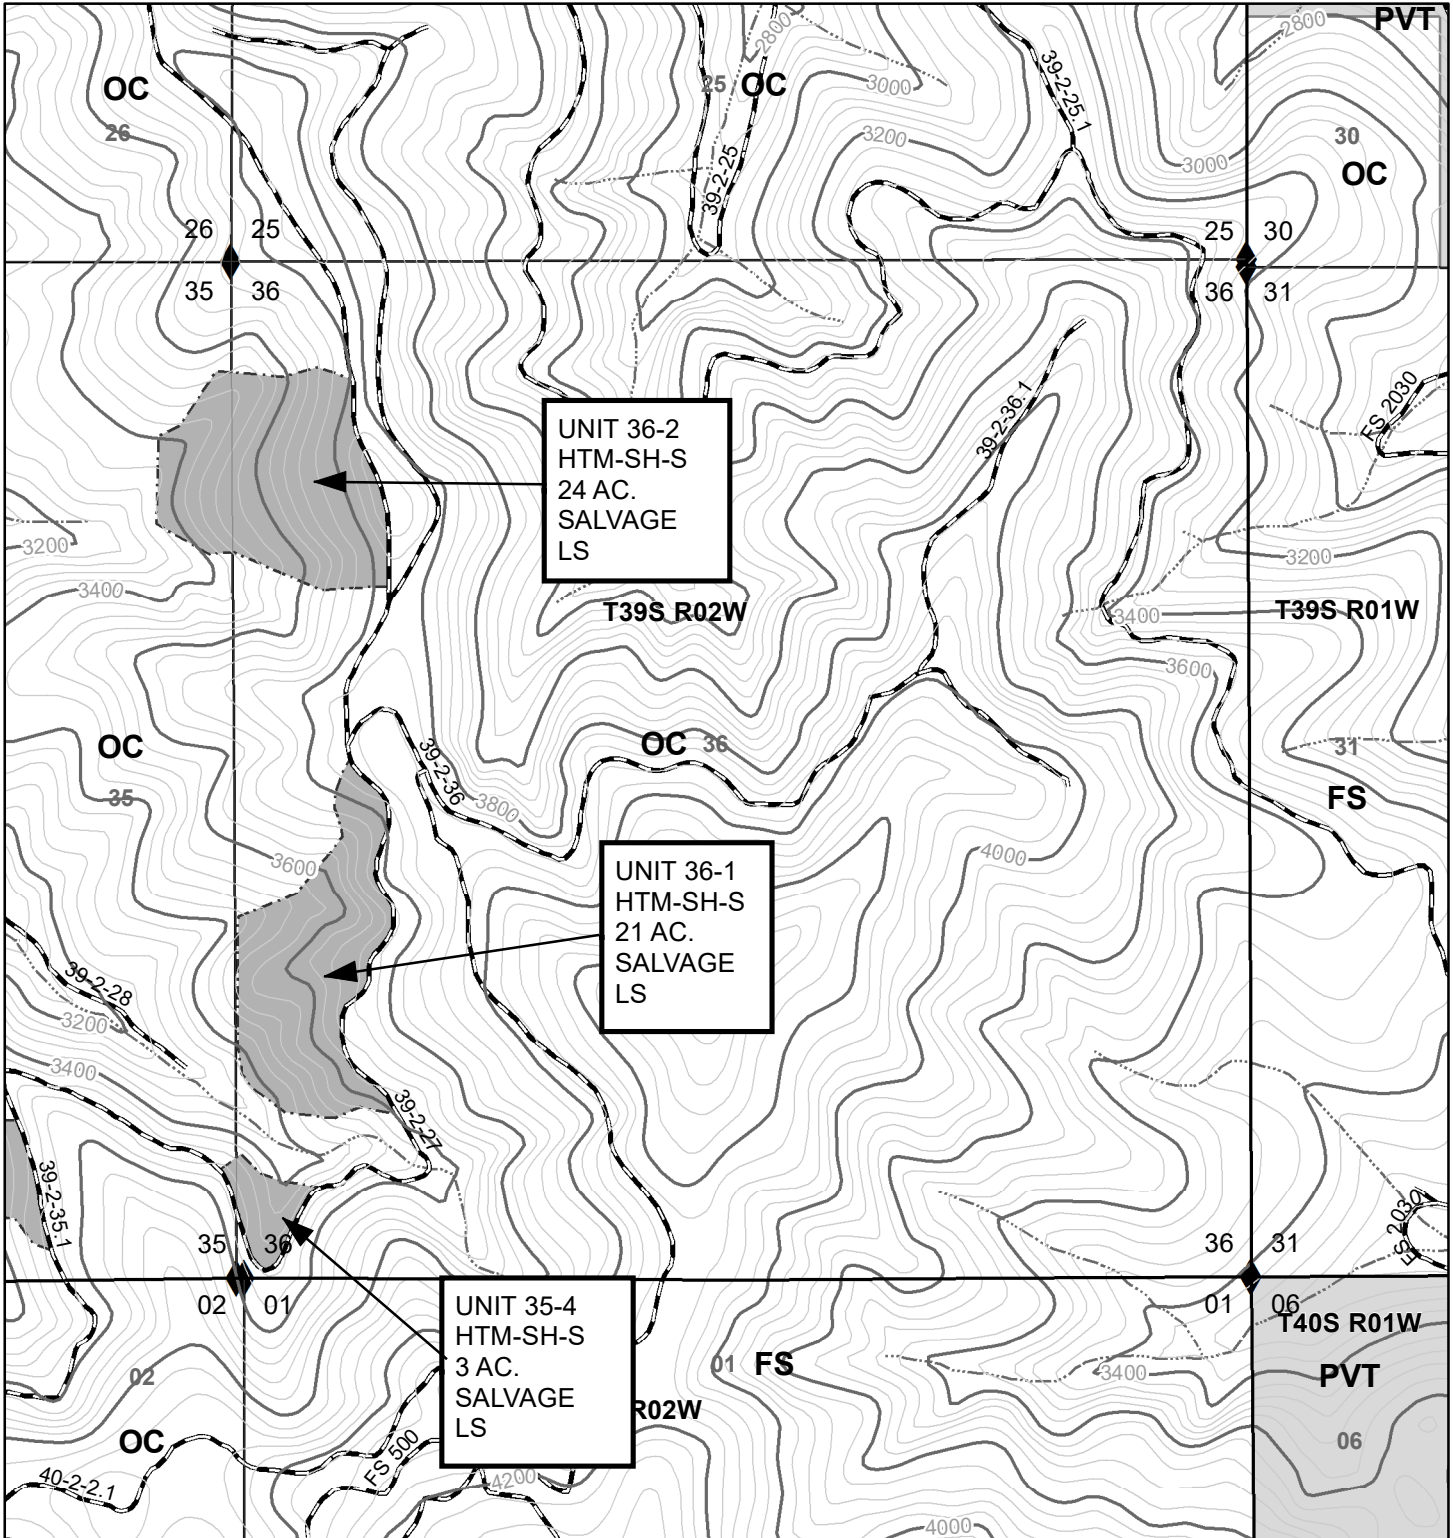 PVT
2800
2800
39-2-25.1
OC
25
OC
3000
26
3200
30
3000
OC
39-2-25
26 25
25 30
35 36
36 31
FS 2030
39-2-36.1
UNIT 36-2
HTM-SH-S
24 AC.
SALVAGE
LS
3200
3200
3400
T39S R02W
3400
T39S R01W
3600
OC
OC 36
31
39-2-36
35
3800
FS
3600
4000
UNIT 36-1
HTM-SH-S
21 AC.
SALVAGE
LS
39-2-28
3200
3400
39-2-27
39-2-35.1
FS 2030
35 36
36 31
02 01
01 06
UNIT 35-4
HTM-SH-S
3 AC.
SALVAGE
LS
T40S R01W
01 FS
3400
PVT
02
R02W
OC
06
FS 500
40-2-2.1
4200
4000